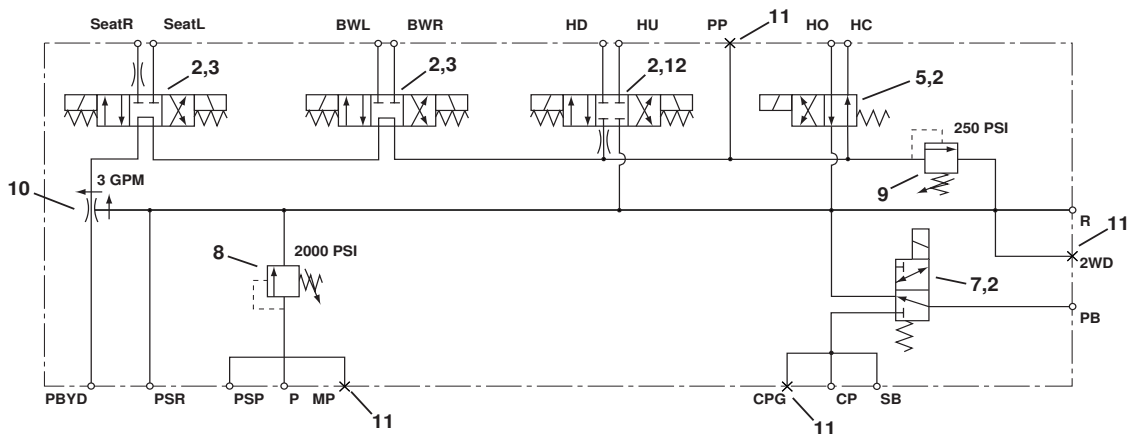 SeatR SeatL BWL BWR HD HU PP 11 HO HC
2,3 2,3 2,12 5,2
250 PSI
10 3 GPM 9
R
8 2000 PSI 11
2WD
7,2
PB
PBYD PSR PSP P MP 11 CPG 11 CP SB